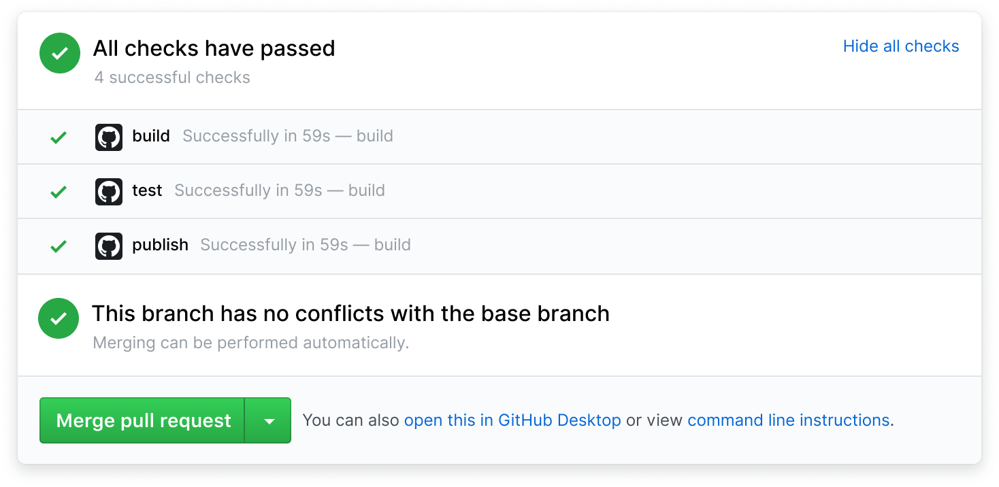 All checks have passed
Hide all checks
4 successful checks
build Successfully in 59s — build
test Successfully in 59s — build
publish Successfully in 59s — build
This branch has no conflicts with the base branch
Merging can be performed automatically.
Merge pull request
You can also open this in GitHub Desktop or view command line instructions.